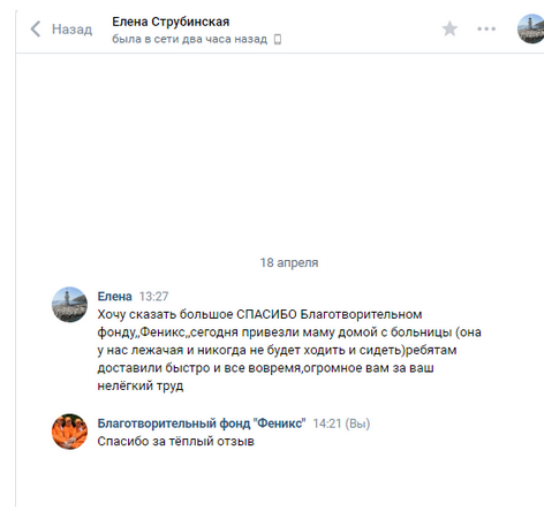 Назад
Елена Струбинская
была в сети два часа назад
18 апреля
Елена 13:27
Хочу сказать большое СПАСИБО Благотворительном
фонду,,Феникс,,сегодня привезли маму домой с больницы (она
у нас лежачая и никогда не будет ходить и сидеть)ребятам
доставили быстро и все вовремя,огромное вам за ваш
нелёгкий труд
Благотворительный фонд "Феникс" 14:21 (Вы)
Спасибо за тёплый отзыв